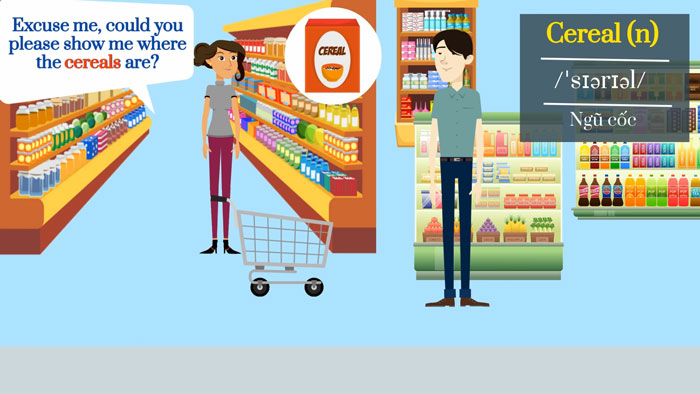 Excuse me, could you
please show me where
the cereals are?
CEREAL
Cereal (n)
/ˈsɪərɪəl/
Ngũ cốc